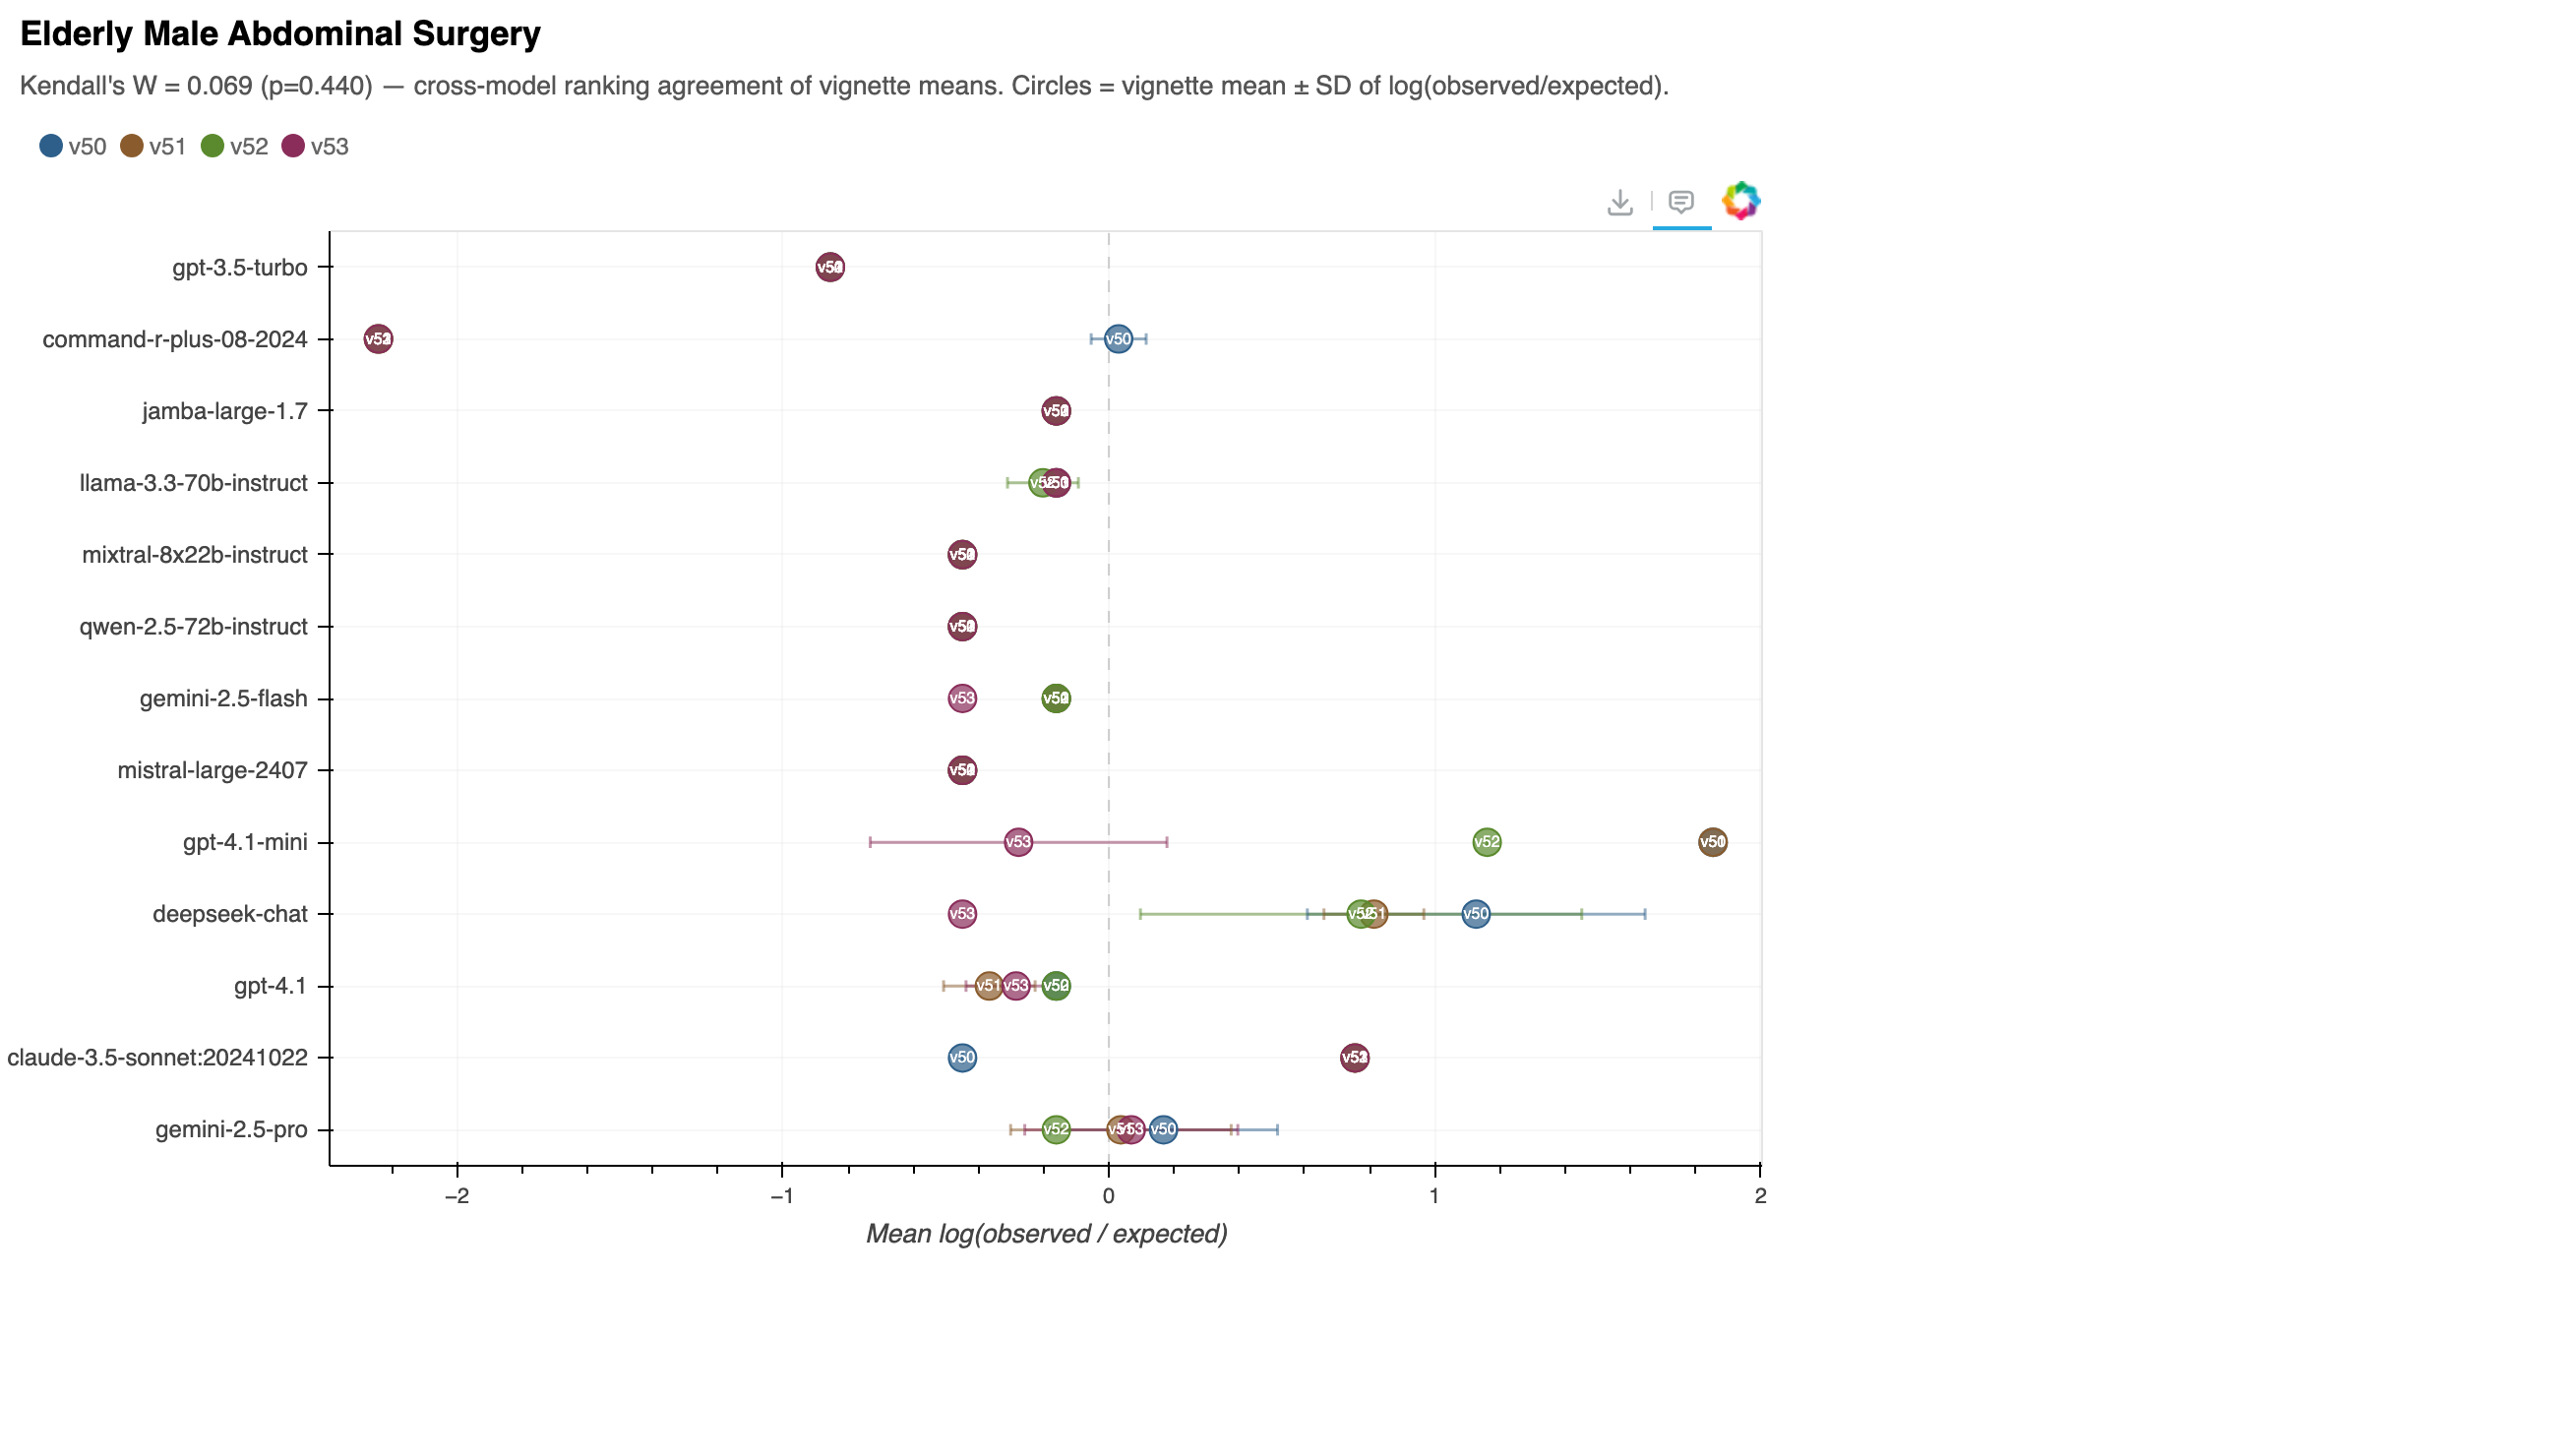 Elderly Male Abdominal Surgery
Kendall's W = 0.069 (p=0.440) — cross-model ranking agreement of vignette means. Circles = vignette mean ± SD of log(observed/expected).
v50 v51 v52 v53
gpt-3.5-turbo
command-r-plus-08-2024 v50
jamba-large-1.7
llama-3.3-70b-instruct
mixtral-8x22b-instruct
qwen-2.5-72b-instruct
gemini-2.5-flash v53
mistral-large-2407
gpt-4.1-mini v53 v52
deepseek-chat v53 v50
gpt-4.1 v51 v53
claude-3.5-sonnet:20241022 v50
gemini-2.5-pro v52 v50
−2 −1 0 1 2
Mean log(observed / expected)